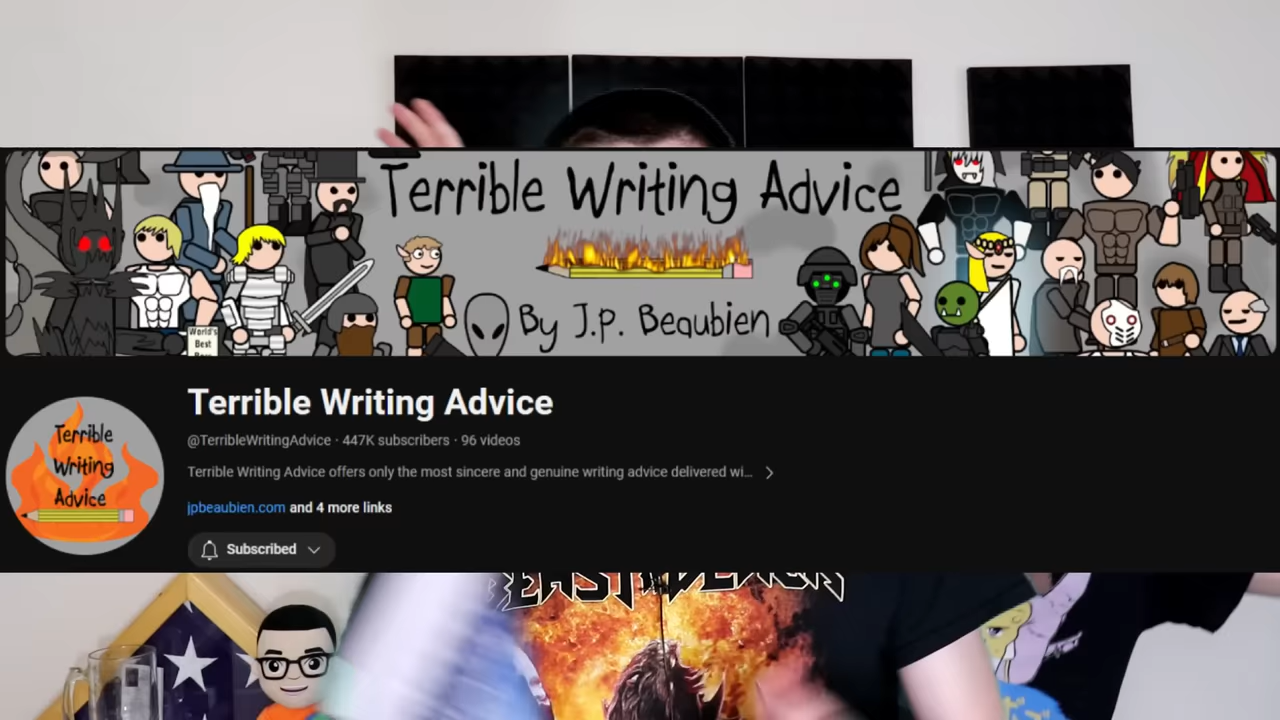 Terrible Writing Advice
By J.P. Beaubien
World's
Best
Terrible Writing Advice
@TerribleWritingAdvice · 447K subscribers · 96 videos
Terrible
Writing
Advice
Terrible Writing Advice offers only the most sincere and genuine writing advice delivered wi...
jpbeaubien.com and 4 more links
Subscribed